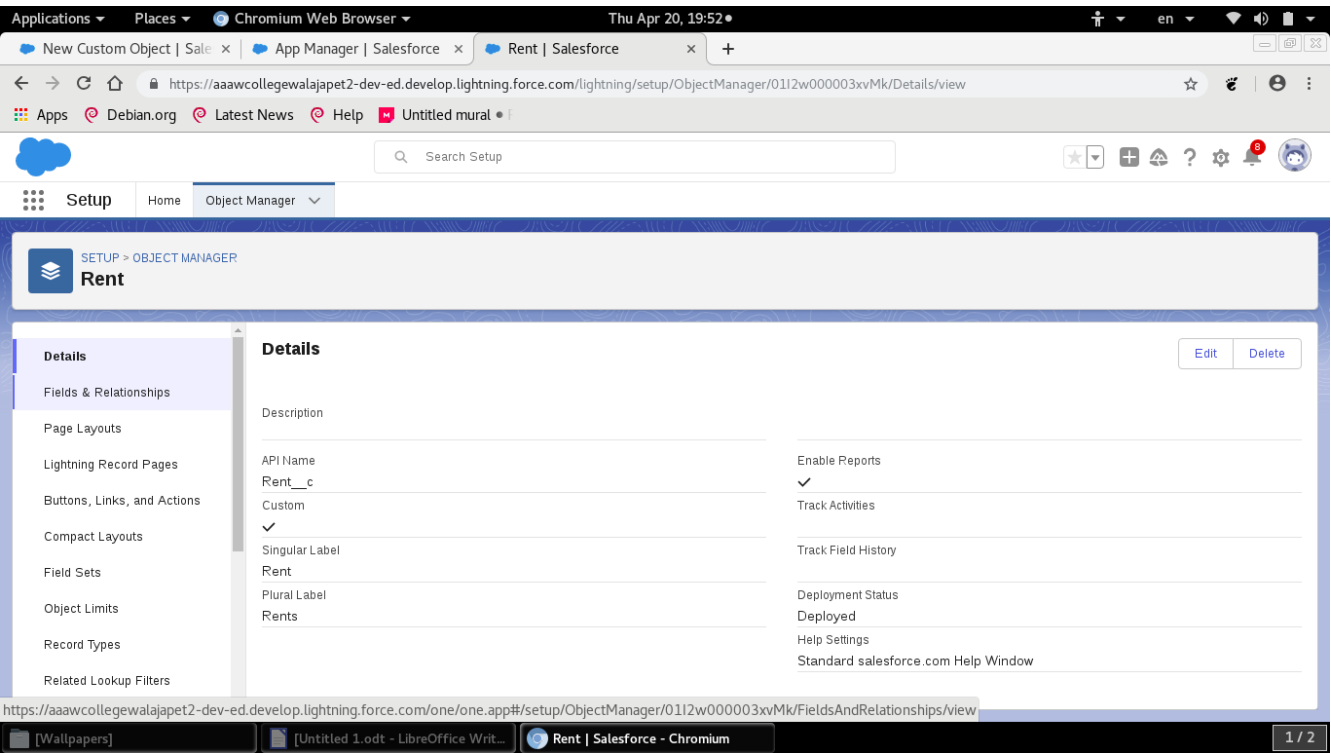 Applications Places Chromium Web Browser Thu Apr 20, 19:52 en
New Custom Object | Sale App Manager | Salesforce Rent | Salesforce
https://aaawcollegewalajapet2-dev-ed.develop.lightning.force.com/lightning/setup/ObjectManager/01I2w000003xvMk/Details/view
Apps Debian.org Latest News Help Untitled mural
Search Setup 8
Setup Home Object Manager
SETUP > OBJECT MANAGER
Rent
Details
Fields & Relationships
Page Layouts
Lightning Record Pages
Buttons, Links, and Actions
Compact Layouts
Field Sets
Object Limits
Record Types
Related Lookup Filters
Details Edit Delete
Description
API Name
Rent__c
Custom
Singular Label
Rent
Plural Label
Rents
Enable Reports
Track Activities
Track Field History
Deployment Status
Deployed
Help Settings
Standard salesforce.com Help Window
https://aaawcollegewalajapet2-dev-ed.develop.lightning.force.com/one/one.app#/setup/ObjectManager/01I2w000003xvMk/FieldsAndRelationships/view
[Wallpapers] [Untitled 1.odt - LibreOffice Writ... Rent | Salesforce - Chromium 1 / 2